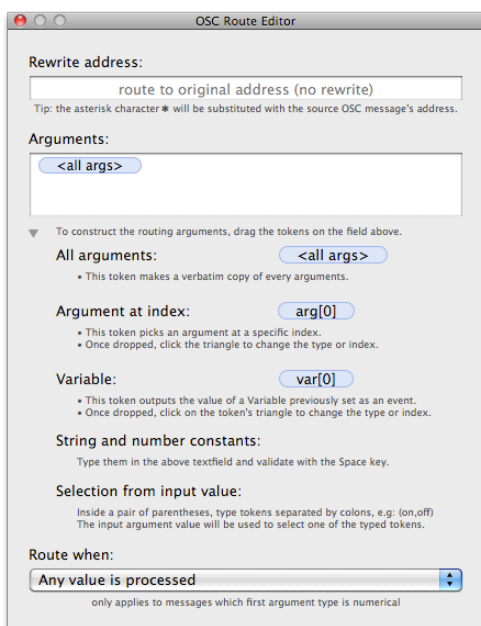 OSC Route Editor
Rewrite address:
route to original address (no rewrite)
Tip: the asterisk character * will be substituted with the source OSC message's address.
Arguments:
<all args>
To construct the routing arguments, drag the tokens on the field above.
All arguments: <all args>
• This token makes a verbatim copy of every arguments.
Argument at index: arg[0]
• This token picks an argument at a specific index.
• Once dropped, click the triangle to change the type or index.
Variable: var[0]
• This token outputs the value of a Variable previously set as an event.
• Once dropped, click on the token's triangle to change the type or index.
String and number constants:
Type them in the above textfield and validate with the Space key.
Selection from input value:
Inside a pair of parentheses, type tokens separated by colons, e.g: (on,off)
The input argument value will be used to select one of the typed tokens.
Route when:
Any value is processed
only applies to messages which first argument type is numerical